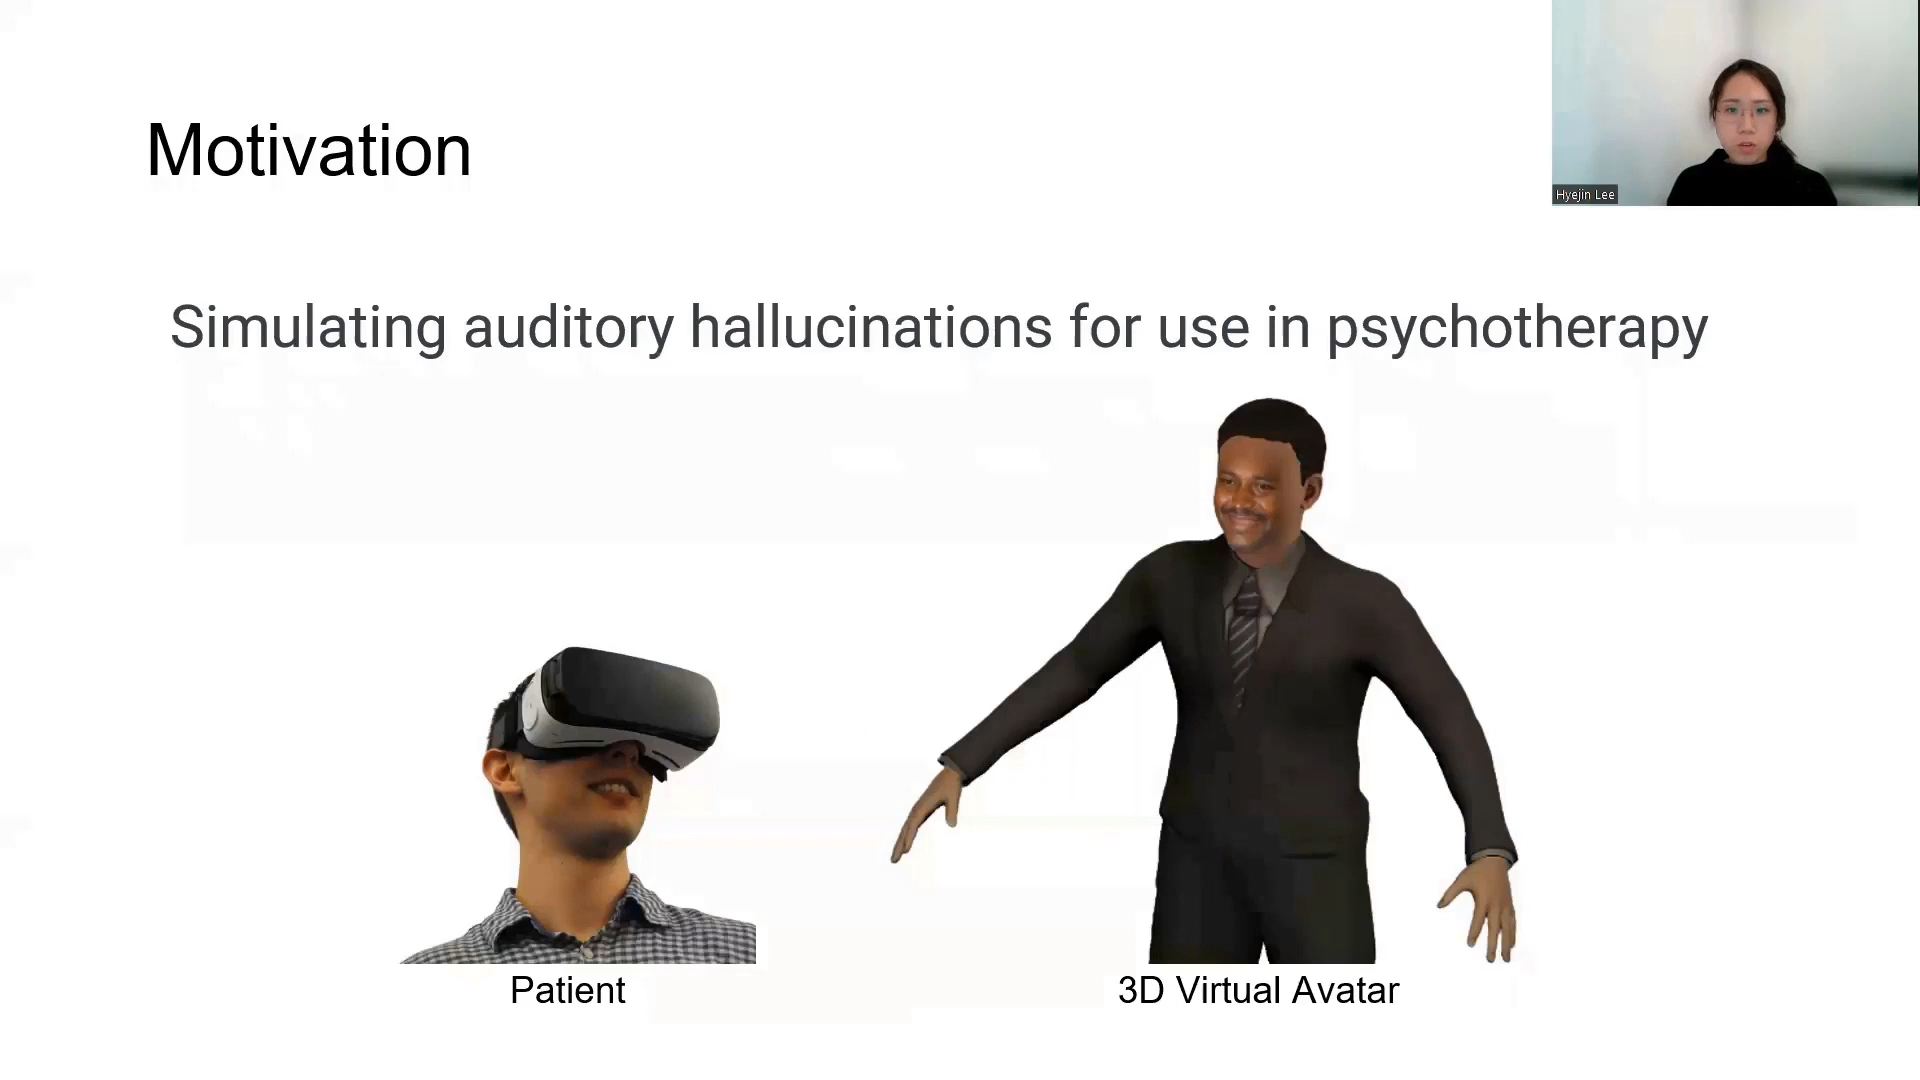 Motivation
Hyejin Lee
Simulating auditory hallucinations for use in psychotherapy
Patient
3D Virtual Avatar